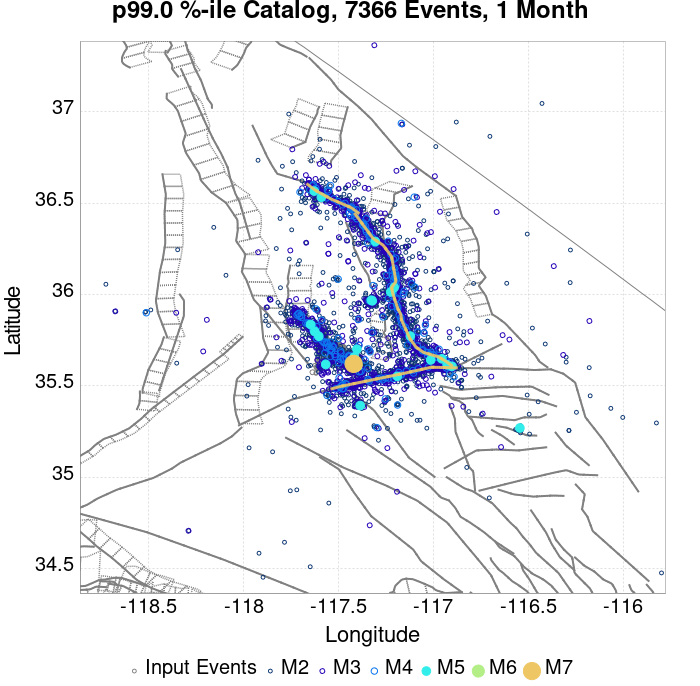 p99.0 %-ile Catalog, 7366 Events, 1 Month
Latitude
37
36.5
36
35.5
35
34.5
-118.5 -118 -117.5 -117 -116.5 -116
Longitude
Input Events M2 M3 M4 M5 M6 M7